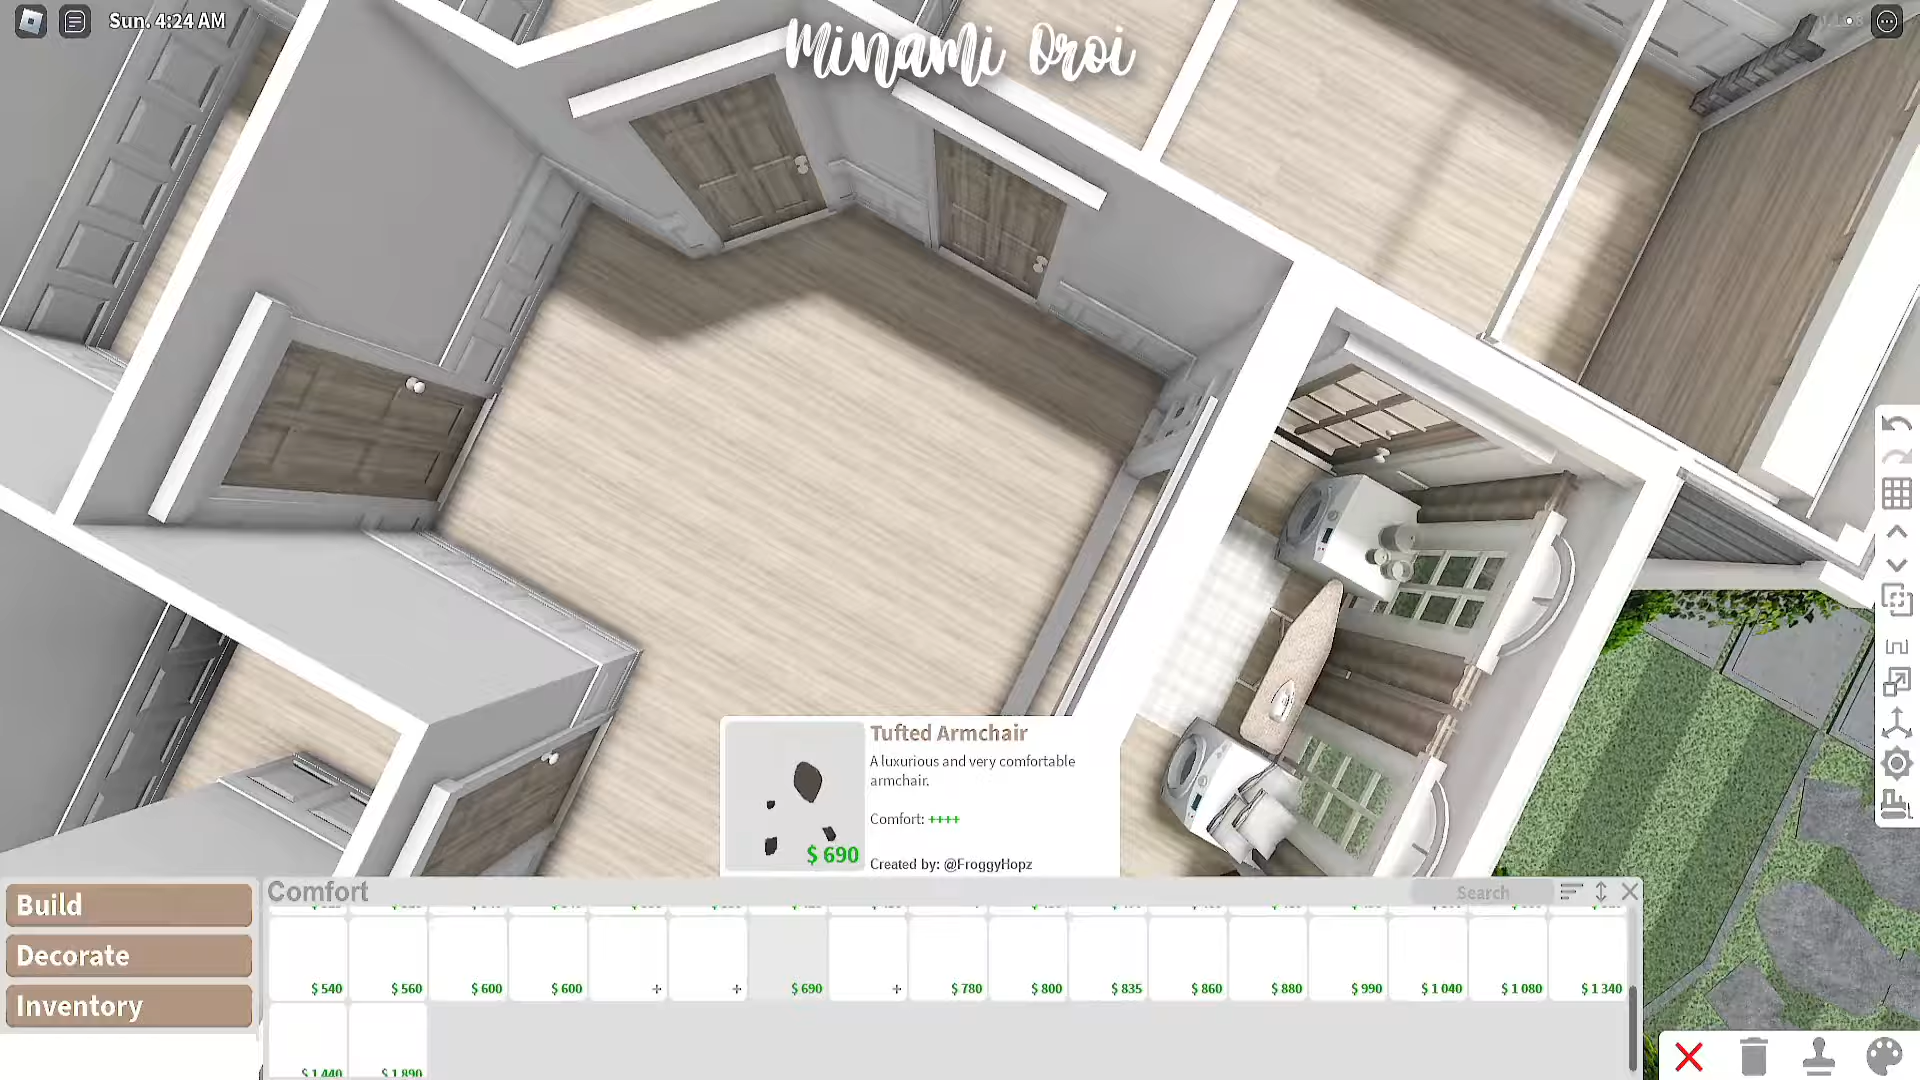 Sun. 4:24 AM
Minami Oroi
Tufted Armchair
A luxurious and very comfortable
armchair.
Comfort: ++++
$ 690
Created by: @FroggyHopz
Build
Decorate
Inventory
Comfort
Search
$ 540 $ 560 $ 600 $ 600 + + $ 690 + $ 780 $ 800 $ 835 $ 860 $ 880 $ 990 $ 1 040 $ 1 080 $ 1 340
$ 1 440 $ 1 890